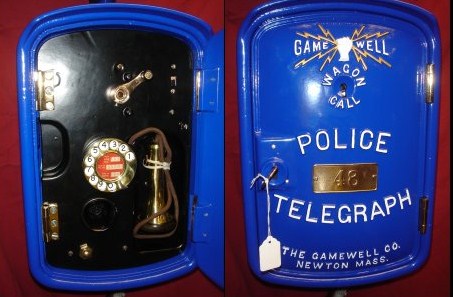 GAMEWELL
WAGON
CALL
POLICE
48
TELEGRAPH
THE GAMEWELL CO.
NEWTON MASS.